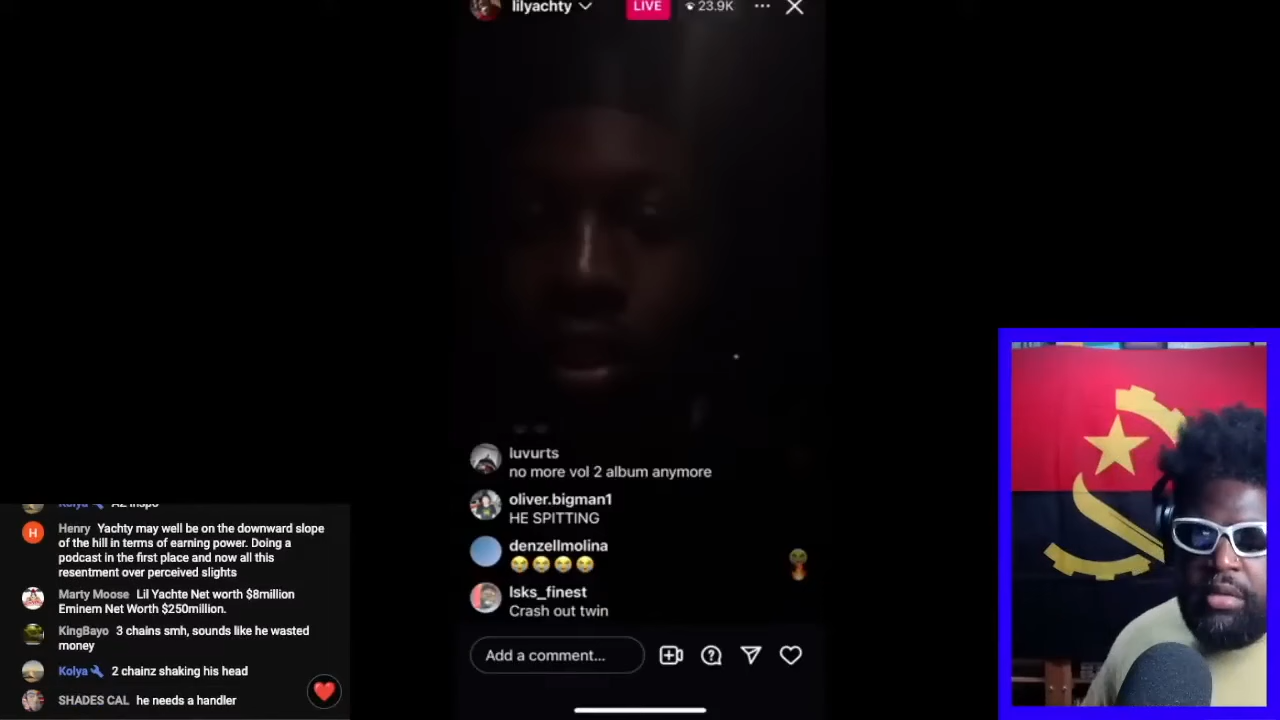 lilyachty
LIVE
23.9K
luvurts
no more vol 2 album anymore
oliver.bigman1
HE SPITTING
denzellmolina
😭😭😭😭
lsks_finest
Crash out twin
Add a comment...
Kolya AZ inspo
Henry Yachty may well be on the downward slope
of the hill in terms of earning power. Doing a
podcast in the first place and now all this
resentment over perceived slights
Marty Moose Lil Yachte Net worth $8million
Eminem Net Worth $250million.
KingBayo 3 chains smh, sounds like he wasted
money
Kolya 2 chainz shaking his head
SHADES CAL he needs a handler